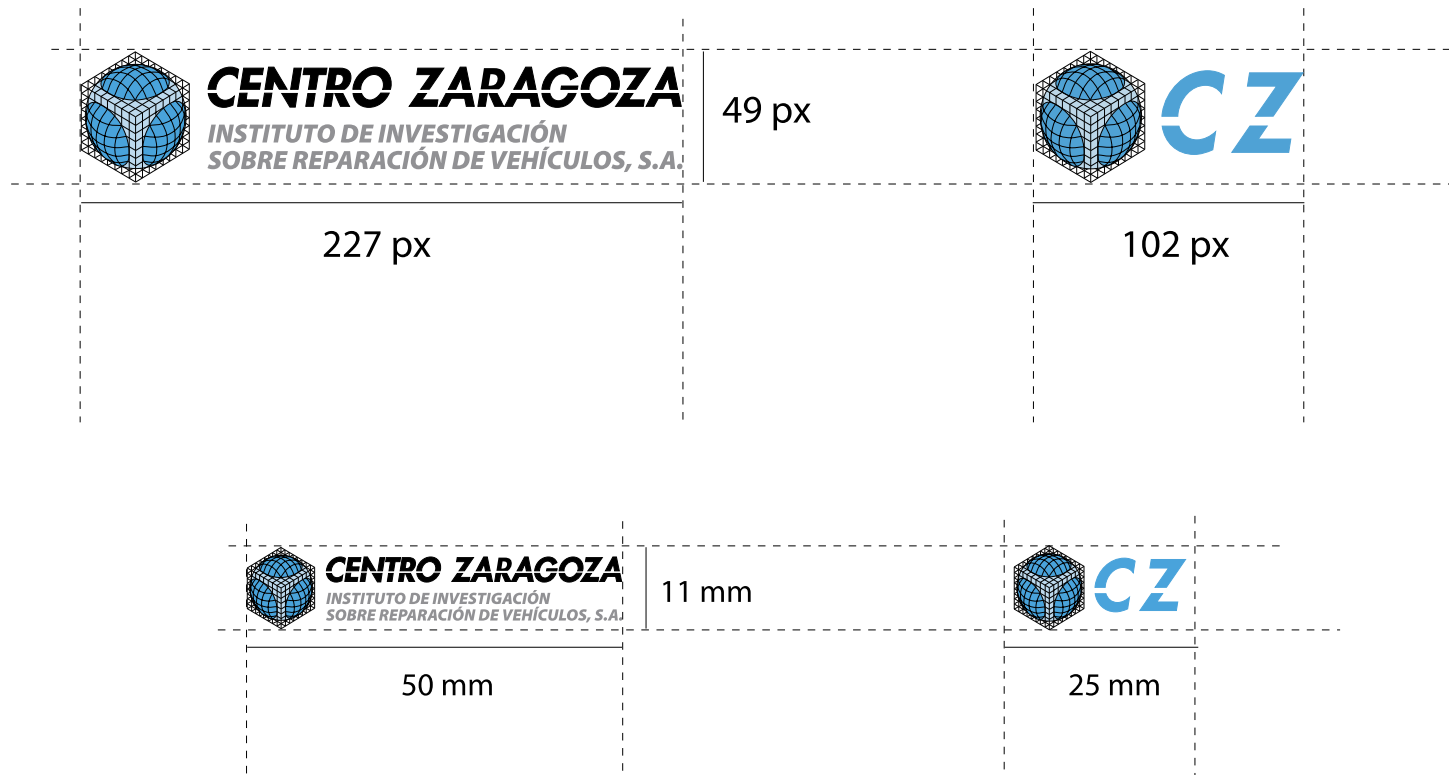 CENTRO ZARAGOZA
INSTITUTO DE INVESTIGACIÓN
SOBRE REPARACIÓN DE VEHÍCULOS, S.A.
49 px
CZ
227 px
102 px
CENTRO ZARAGOZA
INSTITUTO DE INVESTIGACIÓN
SOBRE REPARACIÓN DE VEHÍCULOS, S.A.
11 mm
CZ
50 mm
25 mm